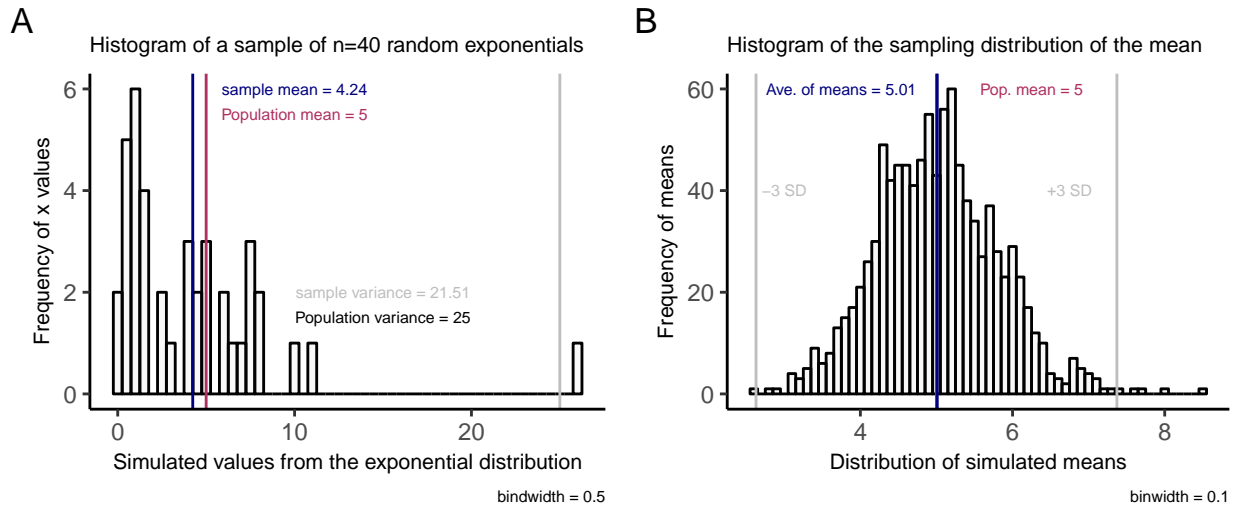 A
Histogram of a sample of n=40 random exponentials
sample mean = 4.24
Population mean = 5
sample variance = 21.51
Population variance = 25
Frequency of x values
6
4
2
0
0 10 20
Simulated values from the exponential distribution
bindwidth = 0.5
B
Histogram of the sampling distribution of the mean
Ave. of means = 5.01 Pop. mean = 5
−3 SD +3 SD
Frequency of means
60
40
20
0
4 6 8
Distribution of simulated means
binwidth = 0.1